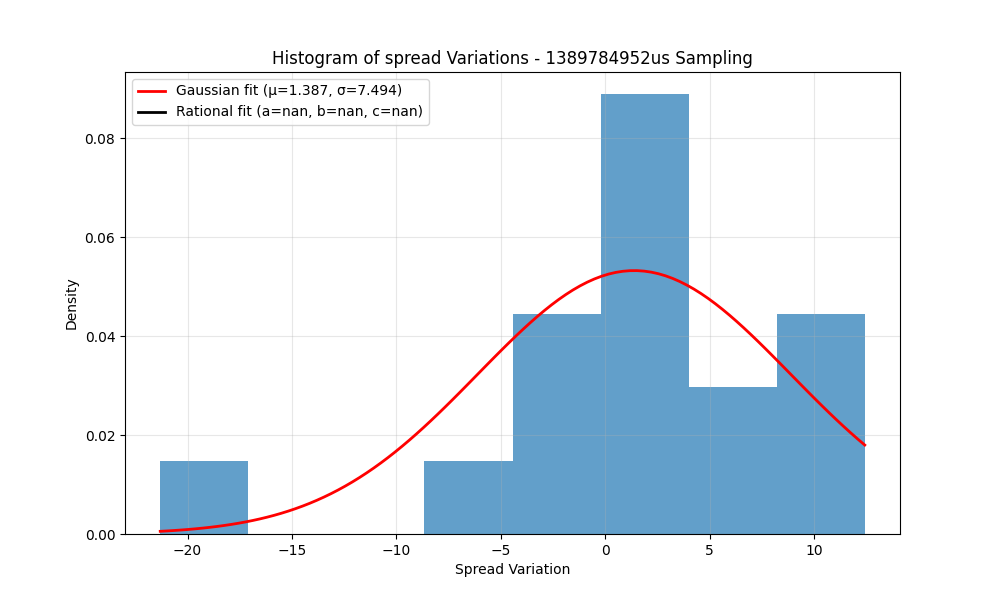 Histogram of spread Variations - 1389784952us Sampling
Gaussian fit (μ=1.387, σ=7.494)
Rational fit (a=nan, b=nan, c=nan)
Density
0.08
0.06
0.04
0.02
0.00
−20
−15
−10
−5
0
5
10
Spread Variation